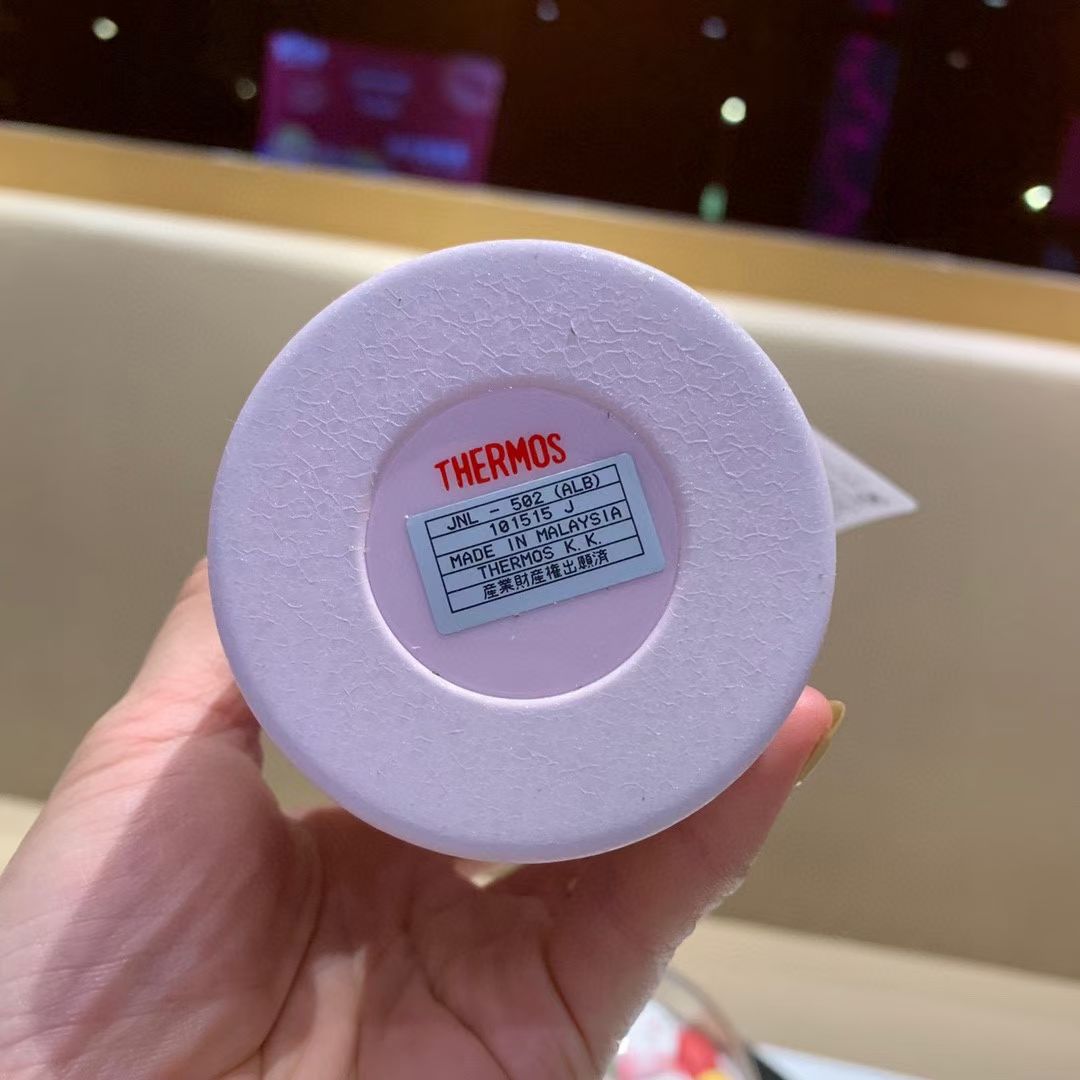 THERMOS
JNL - 502 (ALB)
101515 J
MADE IN MALAYSIA
THERMOS K.K.
産業財産権出願済